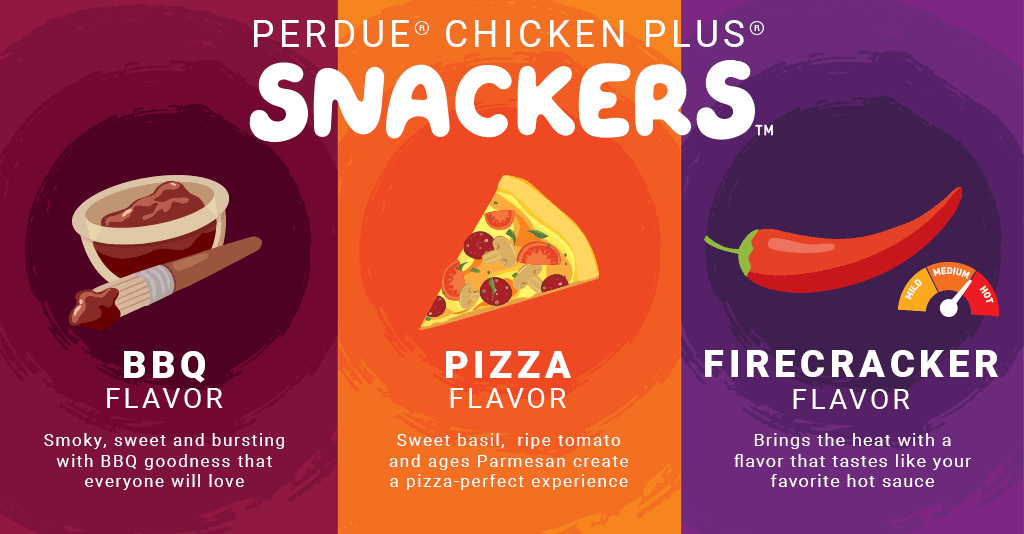 PERDUE® CHICKEN PLUS®
SNACKERS™
MILD MEDIUM HOT
BBQ
FLAVOR
Smoky, sweet and bursting
with BBQ goodness that
everyone will love
PIZZA
FLAVOR
Sweet basil,  ripe tomato
and ages Parmesan create
a pizza-perfect experience
FIRECRACKER
FLAVOR
Brings the heat with a
flavor that tastes like your
favorite hot sauce